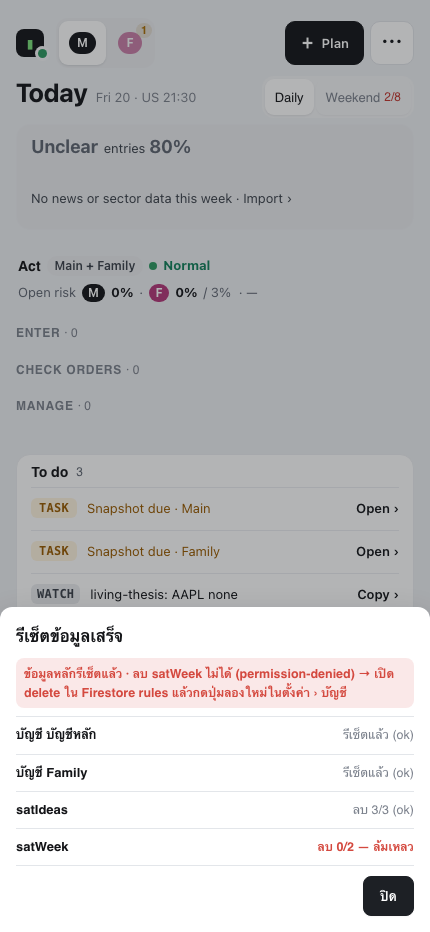 M F 1 + Plan ...
Today Fri 20 · US 21:30 Daily Weekend 2/8
Unclear entries 80%
No news or sector data this week · Import ›
Act Main + Family Normal
Open risk M 0% · F 0% / 3% · —
ENTER · 0
CHECK ORDERS · 0
MANAGE · 0
To do 3
TASK Snapshot due · Main Open ›
TASK Snapshot due · Family Open ›
WATCH living-thesis: AAPL none Copy ›
รีเซ็ตข้อมูลเสร็จ
ข้อมูลหลักรีเซ็ตแล้ว · ลบ satWeek ไม่ได้ (permission-denied) → เปิด
delete ใน Firestore rules แล้วกดปุ่มลองใหม่ในตั้งค่า › บัญชี
บัญชี บัญชีหลัก รีเซ็ตแล้ว (ok)
บัญชี Family รีเซ็ตแล้ว (ok)
satIdeas ลบ 3/3 (ok)
satWeek ลบ 0/2 — ล้มเหลว
ปิด